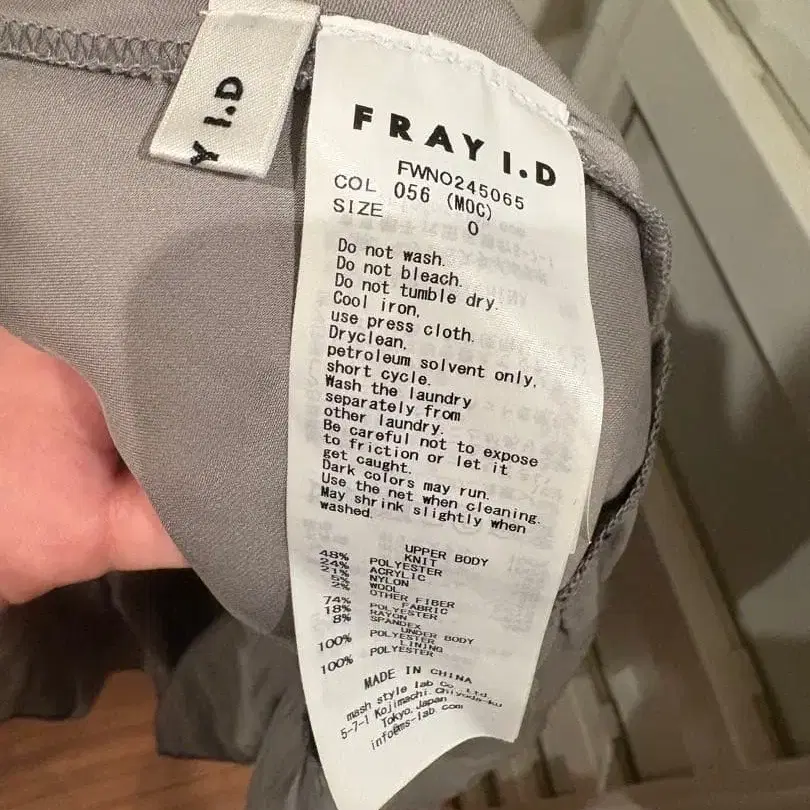 Y I.D
FRAY I.D
FWNO245065
COL 056 (MOC)
SIZE 0
Do not wash.
Do not bleach.
Do not tumble dry.
Cool iron,
use press cloth.
Dryclean,
petroleum solvent only,
short cycle.
Wash the laundry
separately from
other laundry.
Be careful not to expose
to friction or let it
get caught.
Dark colors may run.
Use the net when cleaning.
May shrink slightly when
washed.
UPPER BODY
KNIT
48% POLYESTER
24% ACRYLIC
21% NYLON
5% WOOL
2% OTHER FIBER
FABRIC
74% POLYESTER
18% RAYON
8% SPANDEX
UNDER BODY
100% POLYESTER
LINING
100% POLYESTER
MADE IN CHINA
mash style lab Co., Ltd.
5-7-1 Kojimachi. Chiyoda-ku
Tokyo. Japan
info@ms-lab.com